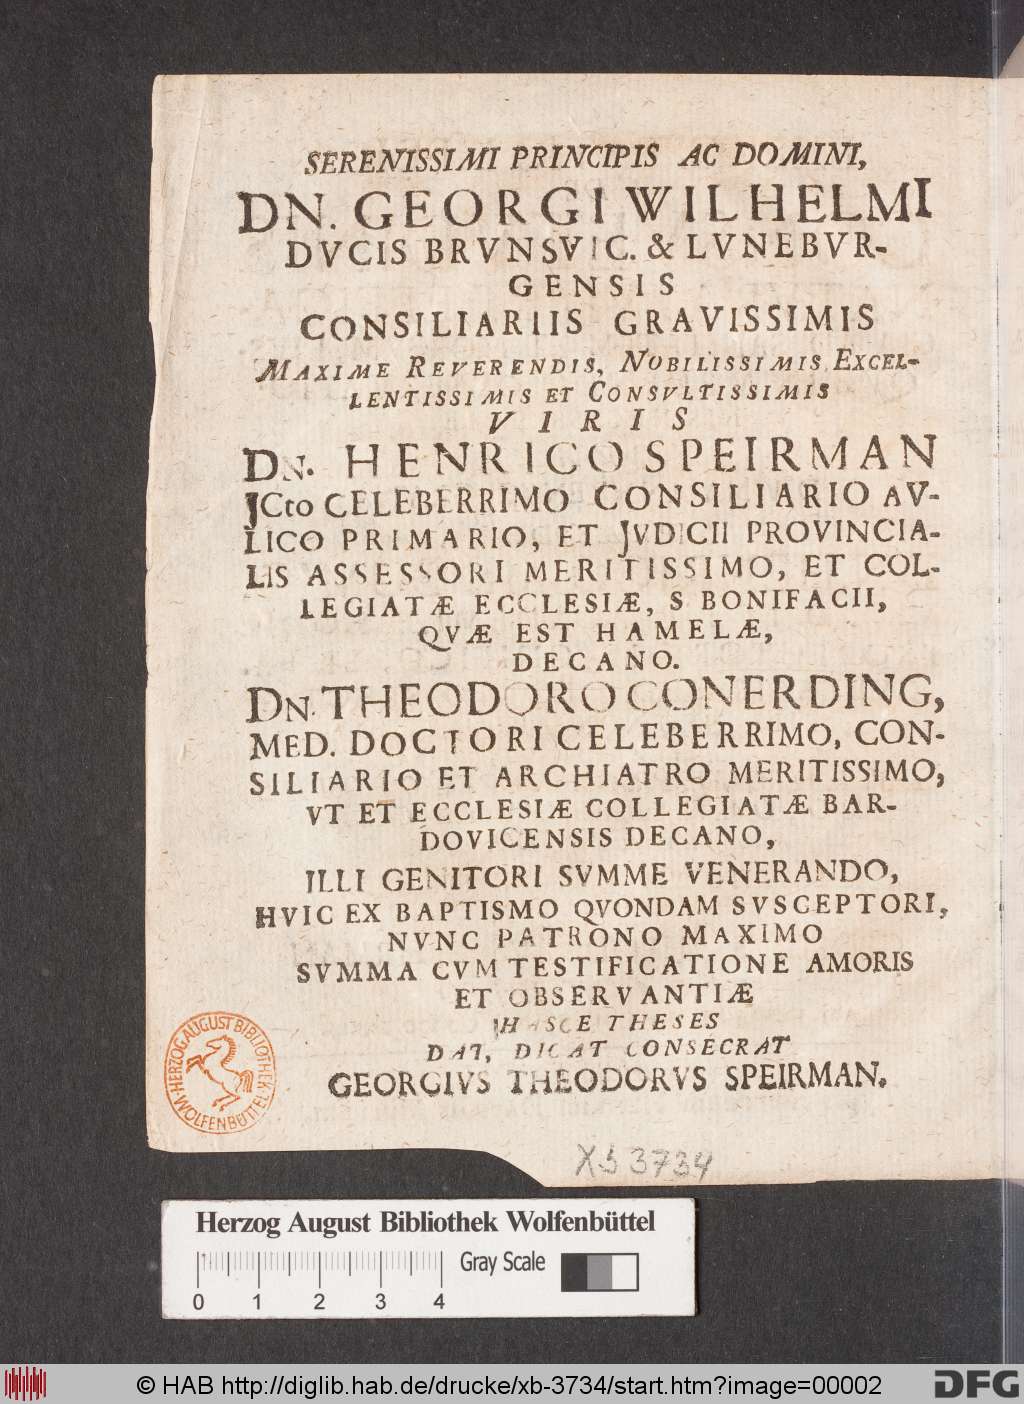 SERENISSIMI PRINCIPIS AC DOMINI,
DN. GEORGI WILHELMI
DVCIS BRVNSVIC. & LVNEBVR-
GENSIS
CONSILIARIIS GRAVISSIMIS
MAXIME REVERENDIS, NOBILISSIMIS EXCEL-
LENTISSIMIS ET CONSVLTISSIMIS
VIRIS
DN. HENRICO SPEIRMAN
JCto CELEBERRIMO CONSILIARIO AV-
LICO PRIMARIO, ET JVDICII PROVINCIA-
LIS ASSESSORI MERITISSIMO, ET COL-
LEGIATÆ ECCLESIÆ, S BONIFACII,
QVÆ EST HAMELÆ,
DECANO.
DN. THEODORO CONERDING,
MED. DOCTORI CELEBERRIMO, CON-
SILIARIO ET ARCHIATRO MERITISSIMO,
VT ET ECCLESIÆ COLLEGIATÆ BAR-
DOVICENSIS DECANO,
ILLI GENITORI SVMME VENERANDO,
HVIC EX BAPTISMO QVONDAM SVSCEPTORI,
NVNC PATRONO MAXIMO
SVMMA CVM TESTIFICATIONE AMORIS
ET OBSERVANTIÆ
HASCE THESES
DAT, DICAT CONSECRAT
GEORGIVS THEODORVS SPEIRMAN.
HERZOG AUGUST BIBLIOTHEK
WOLFENBÜTTEL
Xb 3734
Herzog August Bibliothek Wolfenbüttel
Gray Scale
0 1 2 3 4
© HAB http://diglib.hab.de/drucke/xb-3734/start.htm?image=00002
DFG